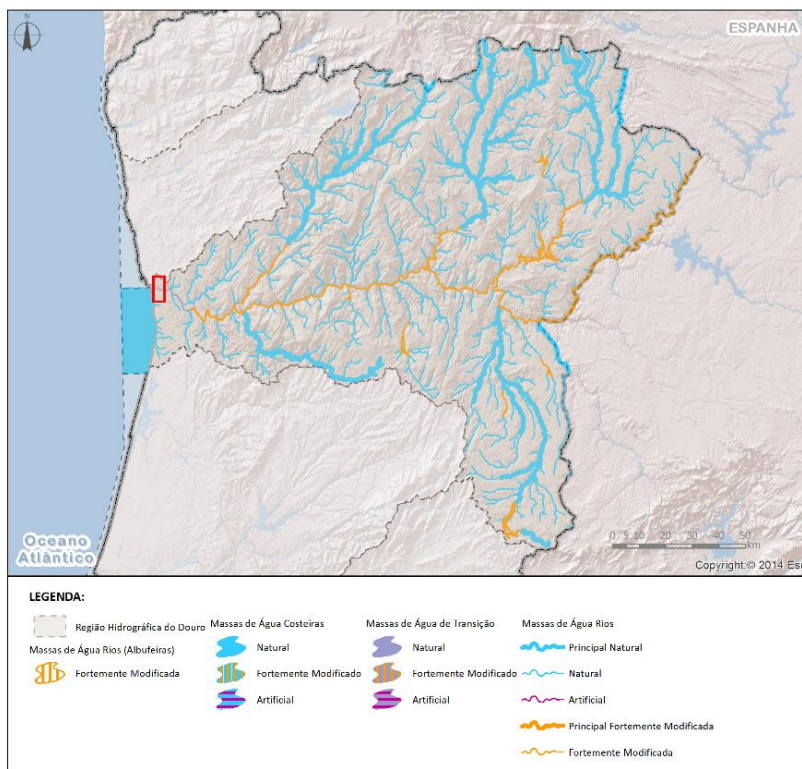 N
ESPANHA
Oceano
Atlântico
0 5 10 20 30 40 50
km
Copyright:© 2014 Es
LEGENDA:
Região Hidrográfica do Douro
Massas de Água Rios (Albufeiras)
Fortemente Modificada
Massas de Água Costeiras
Natural
Fortemente Modificado
Artificial
Massas de Água de Transição
Natural
Fortemente Modificado
Artificial
Massas de Água Rios
Principal Natural
Natural
Artificial
Principal Fortemente Modificada
Fortemente Modificada